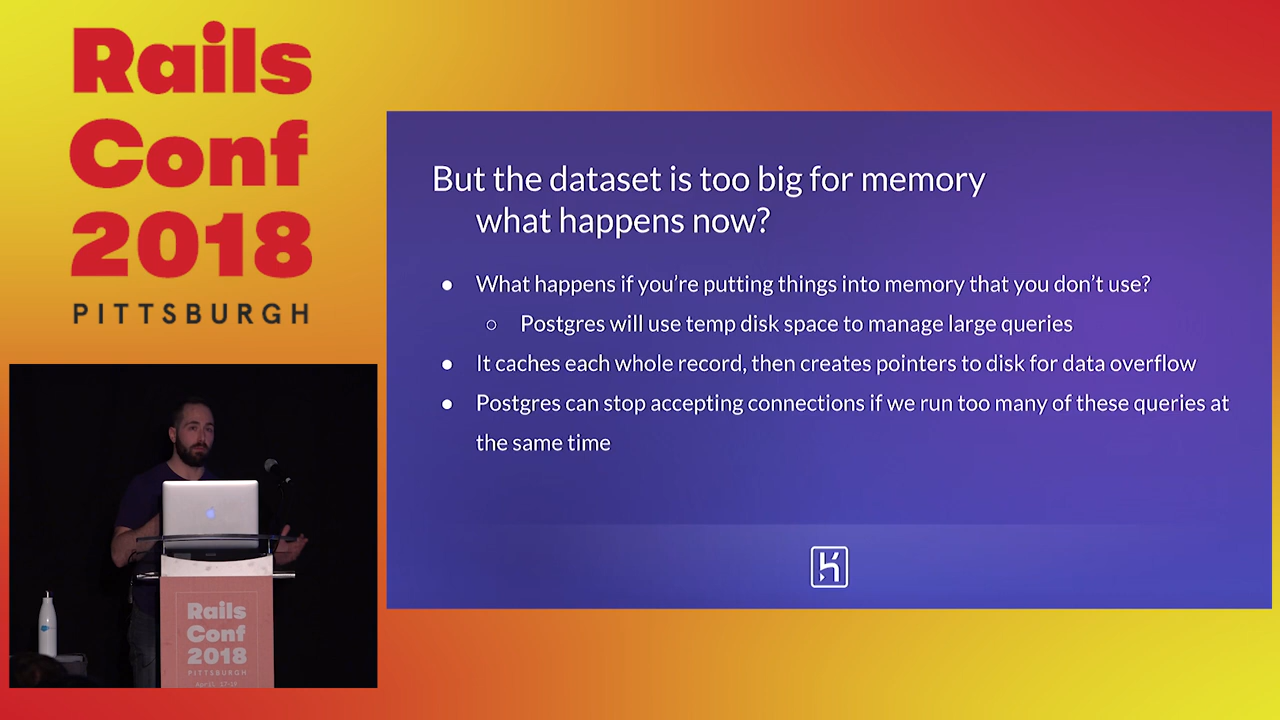 Rails
Conf
2018
PITTSBURGH
But the dataset is too big for memory
what happens now?
● What happens if you're putting things into memory that you don't use?
○ Postgres will use temp disk space to manage large queries
● It caches each whole record, then creates pointers to disk for data overflow
● Postgres can stop accepting connections if we run too many of these queries at
the same time
Rails
Conf
2018
PITTSBURGH
April 17-19